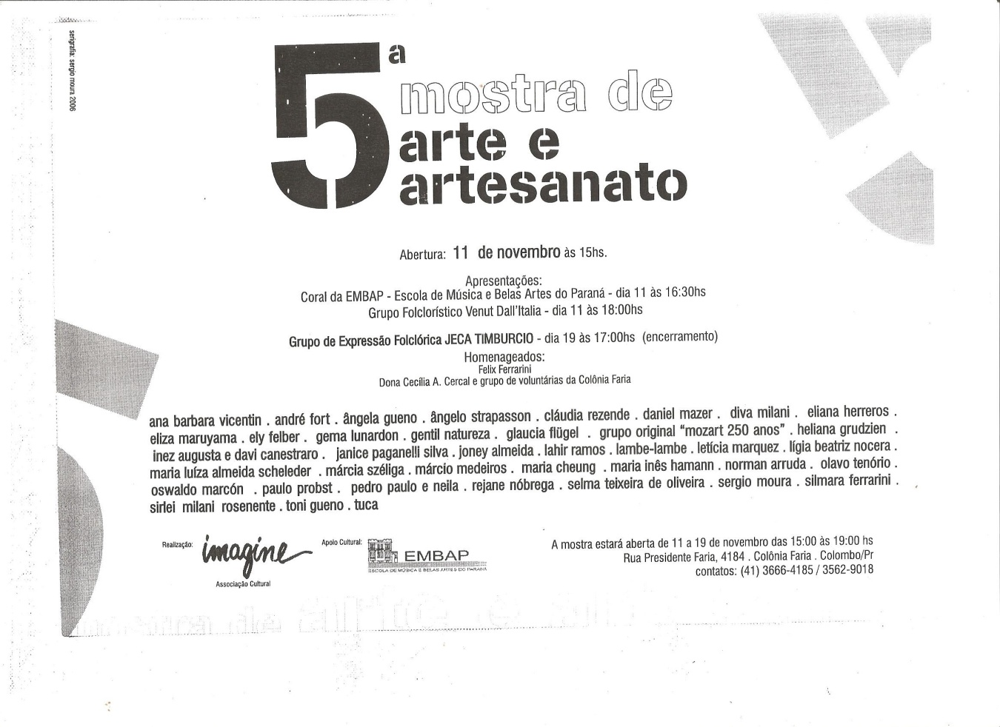 serigrafia: sergio moura 2006
5ª
mostra de
arte e
artesanato
Abertura: 11 de novembro às 15hs.
Apresentações:
Coral da EMBAP - Escola de Música e Belas Artes do Paraná - dia 11 às 16:30hs
Grupo Folclorístico Venut Dall'Italia - dia 11 às 18:00hs
Grupo de Expressão Folclórica JECA TIMBURCIO - dia 19 às 17:00hs (encerramento)
Homenageados:
Felix Ferrarini
Dona Cecília A. Cercal e grupo de voluntárias da Colônia Faria
ana barbara vicentin . andré fort . ângela gueno . ângelo strapasson . cláudia rezende . daniel mazer . diva milani . eliana herreros .
eliza maruyama . ely felber . gema lunardon . gentil natureza . glaucia flügel . grupo original "mozart 250 anos" . heliana grudzien .
inez augusta e davi canestraro . janice paganelli silva . joney almeida . lahir ramos . lambe-lambe . letícia marquez . lígia beatriz nocera .
maria luíza almeida scheleder . márcia széliga . márcio medeiros . maria cheung . maria inês hamann . norman arruda . olavo tenório .
oswaldo marcón . paulo probst . pedro paulo e neila . rejane nóbrega . selma teixeira de oliveira . sergio moura . silmara ferrarini .
sirlei milani rosenente . toni gueno . tuca
Realização:
imagine
Associação Cultural
Apoio Cultural:
EMBAP
ESCOLA DE MÚSICA E BELAS ARTES DO PARANÁ
A mostra estará aberta de 11 a 19 de novembro das 15:00 às 19:00 hs
Rua Presidente Faria, 4184 . Colônia Faria . Colombo/Pr
contatos: (41) 3666-4185 / 3562-9018